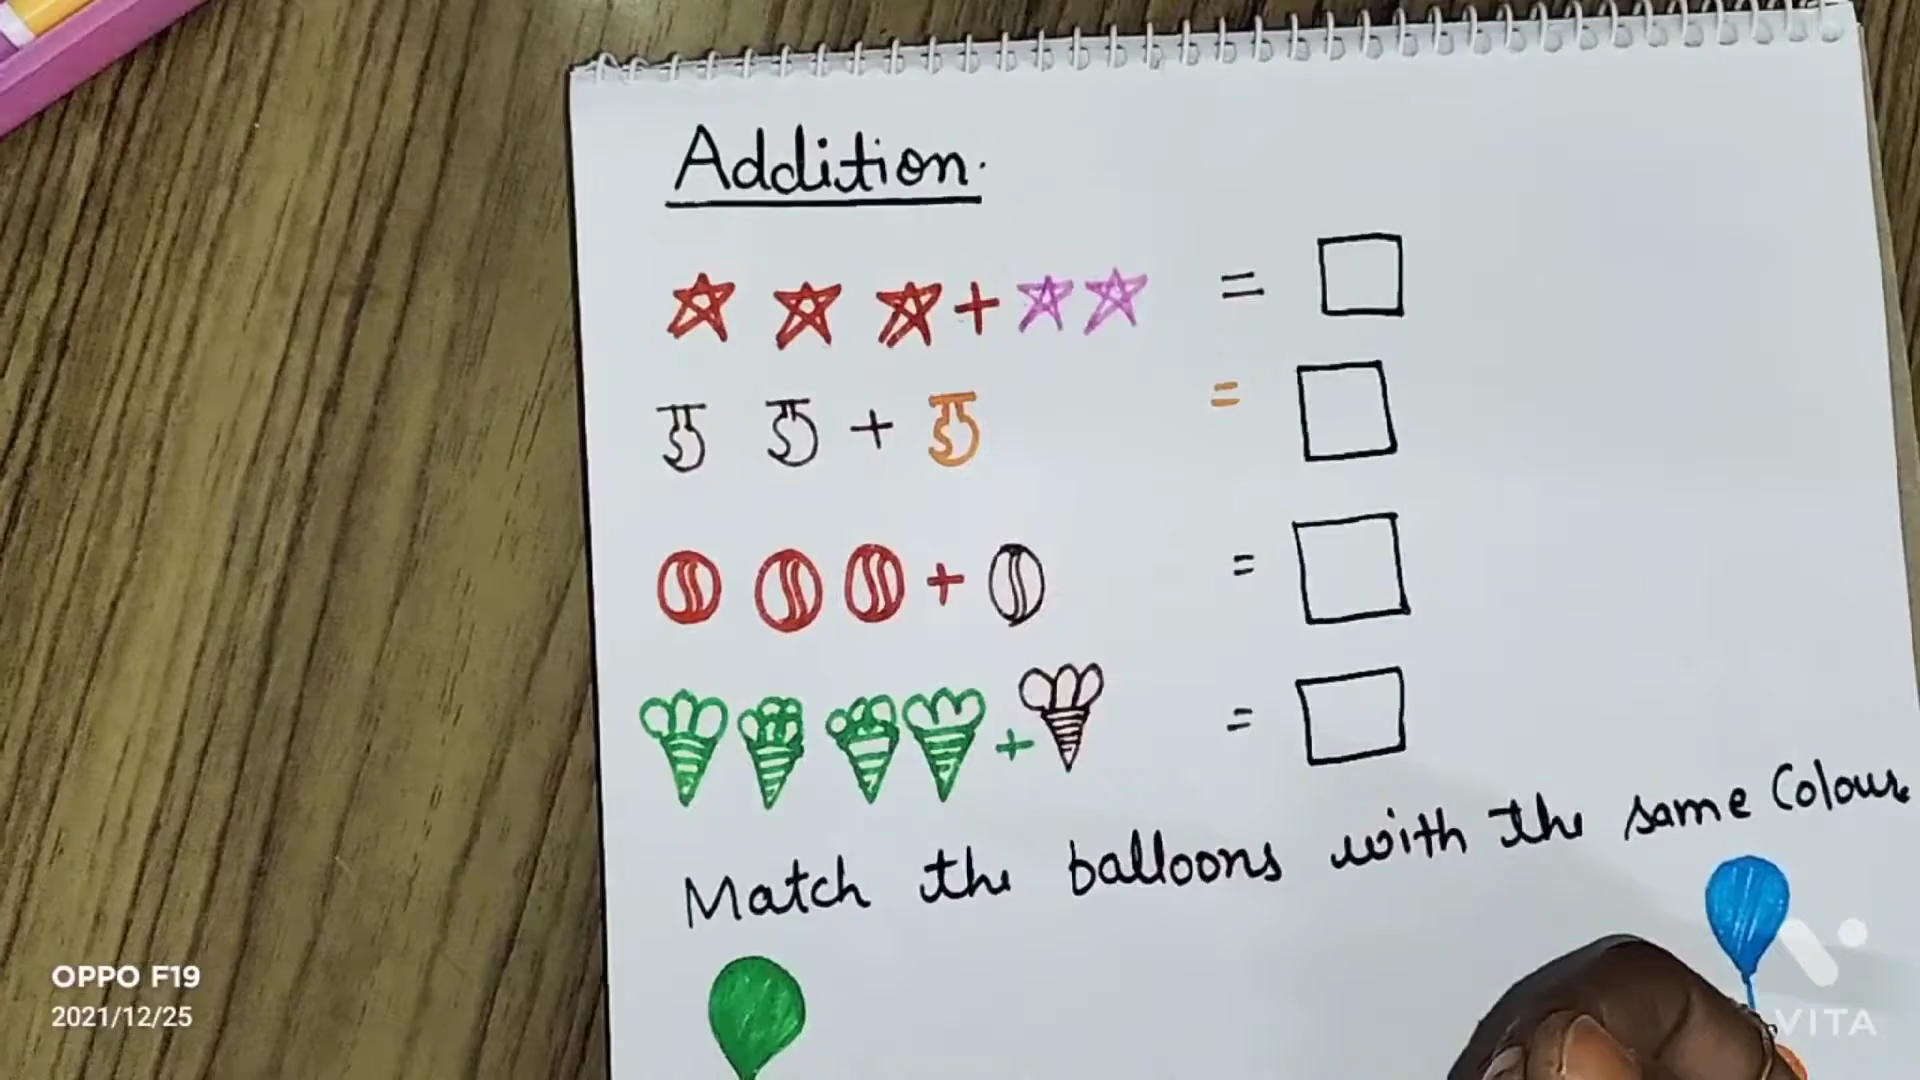 Addition.
+ =
+ =
+ =
+ =
Match the balloons with the same Colour.
OPPO F19
2021/12/25
VITA